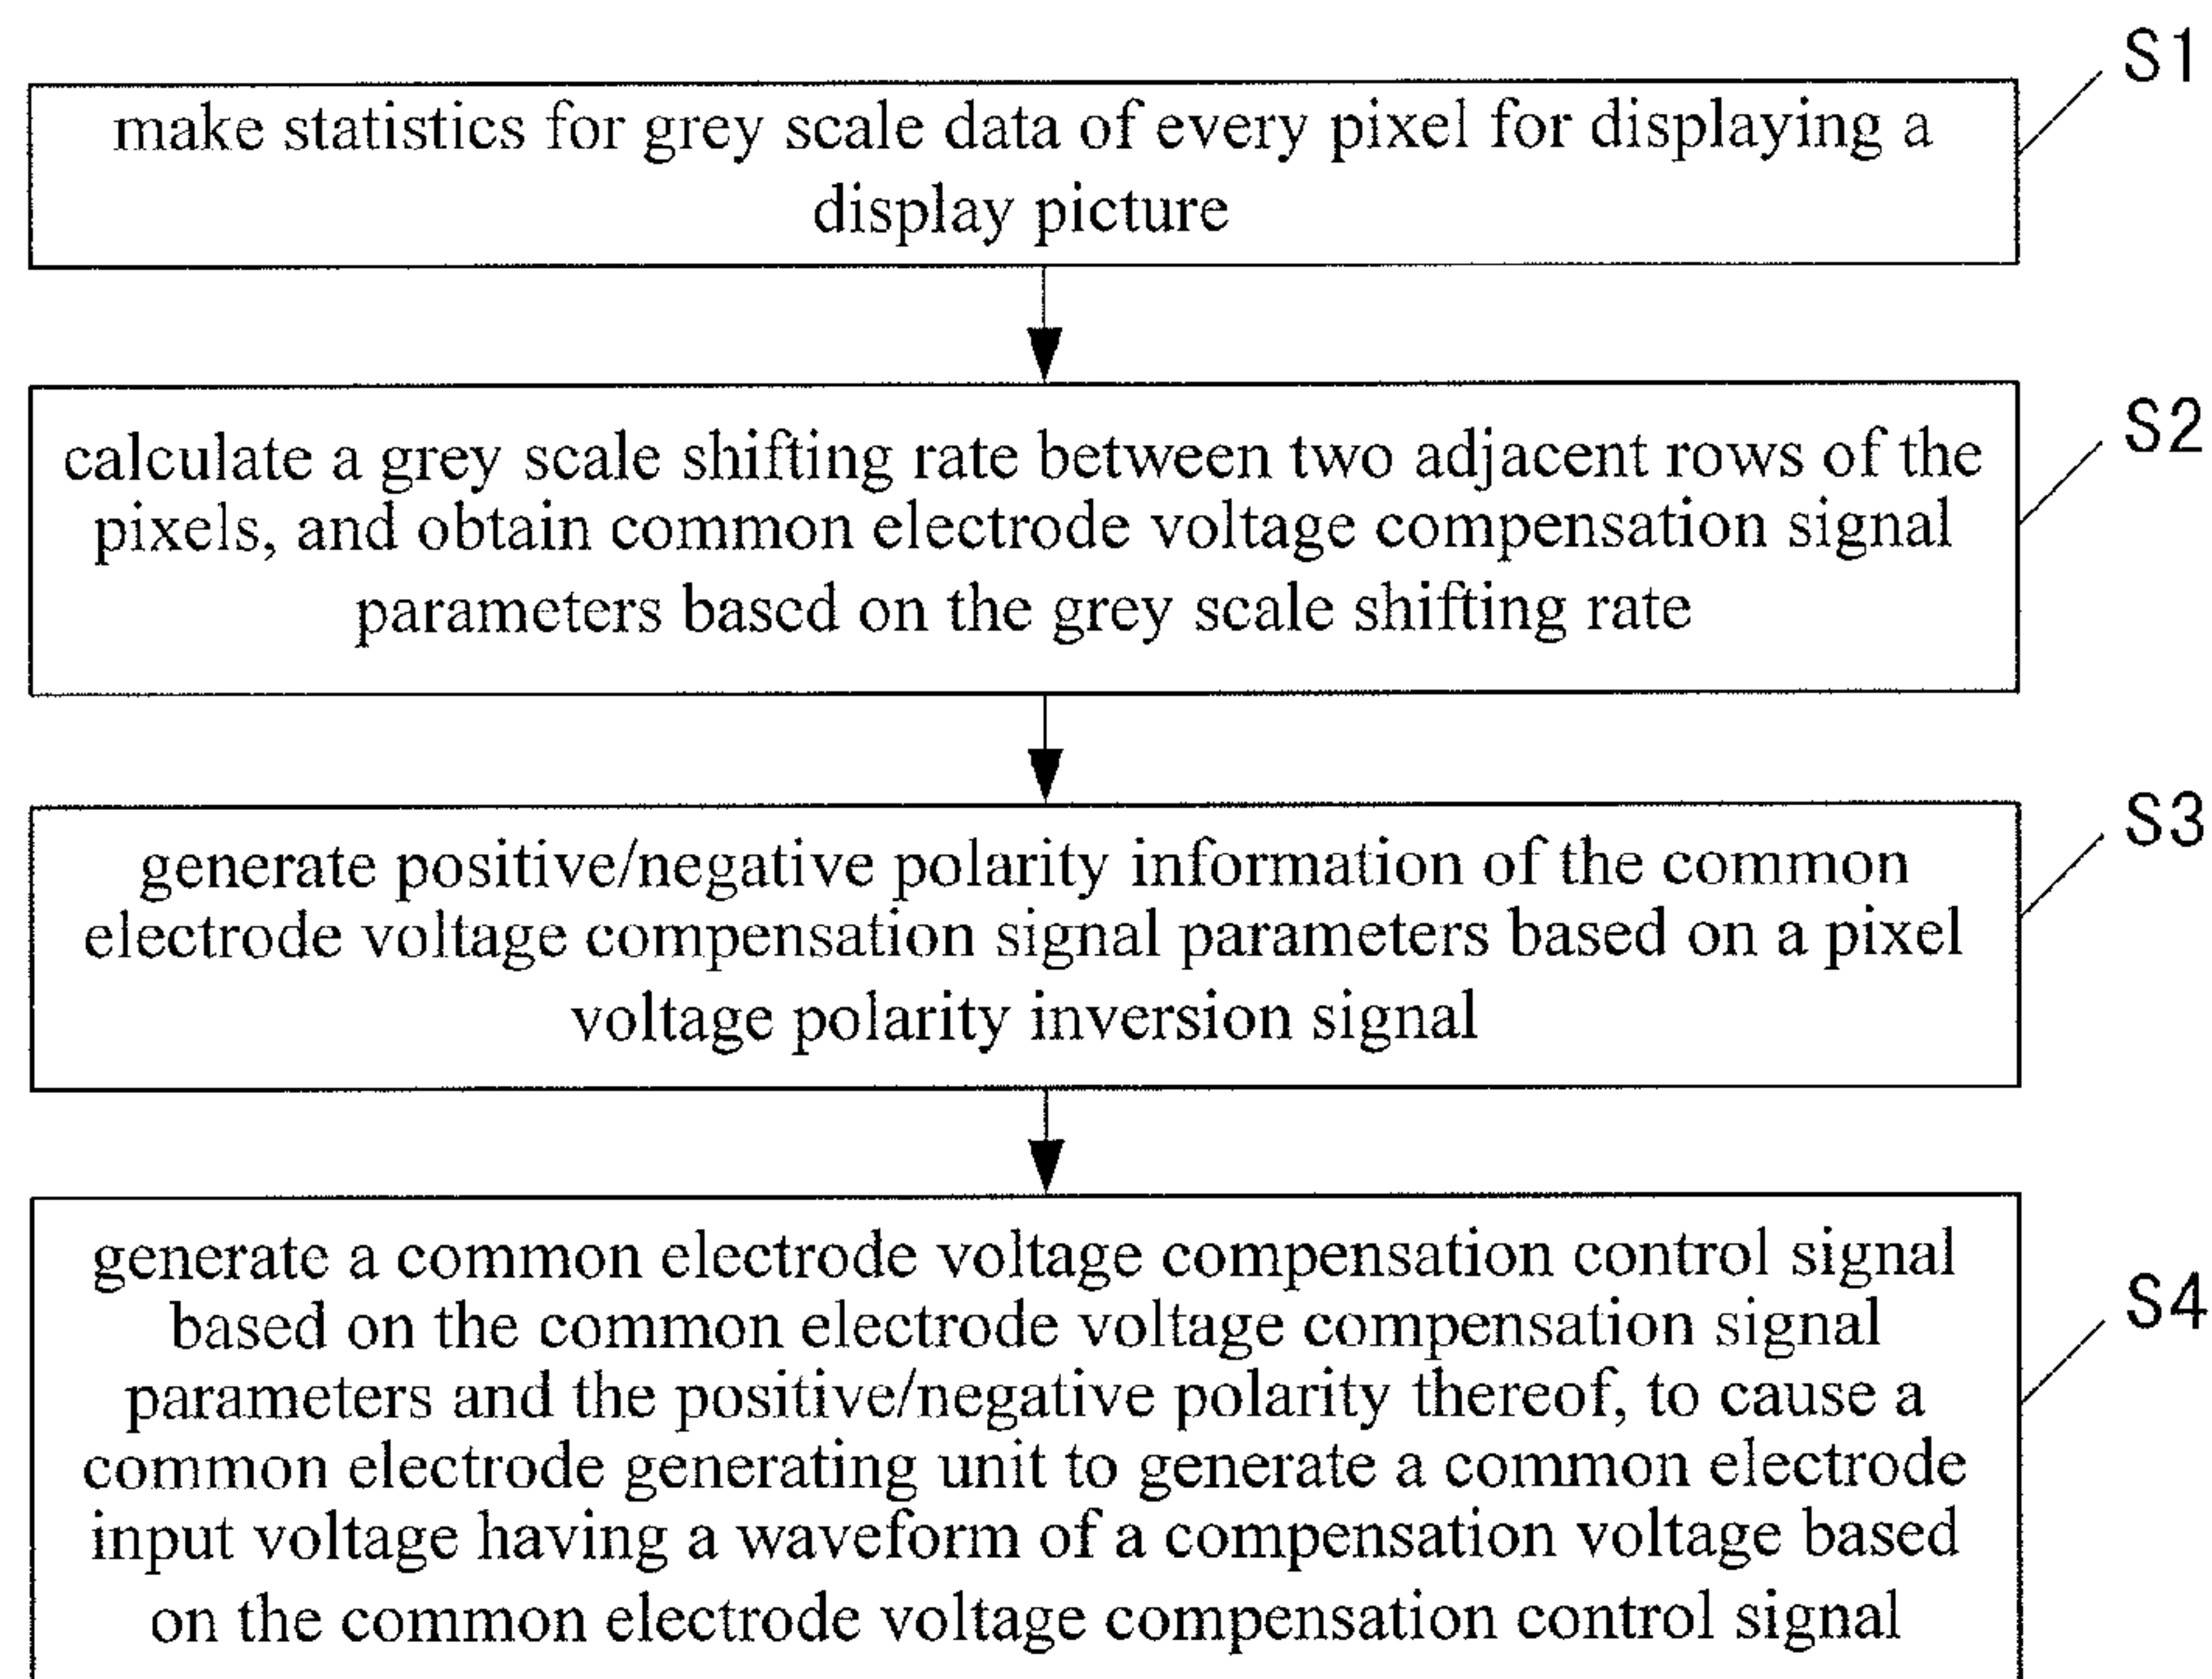 S1
make statistics for grey scale data of every pixel for displaying a
display picture
S2
calculate a grey scale shifting rate between two adjacent rows of the
pixels, and obtain common electrode voltage compensation signal
parameters based on the grey scale shifting rate
S3
generate positive/negative polarity information of the common
electrode voltage compensation signal parameters based on a pixel
voltage polarity inversion signal
S4
generate a common electrode voltage compensation control signal
based on the common electrode voltage compensation signal
parameters and the positive/negative polarity thereof, to cause a
common electrode generating unit to generate a common electrode
input voltage having a waveform of a compensation voltage based
on the common electrode voltage compensation control signal